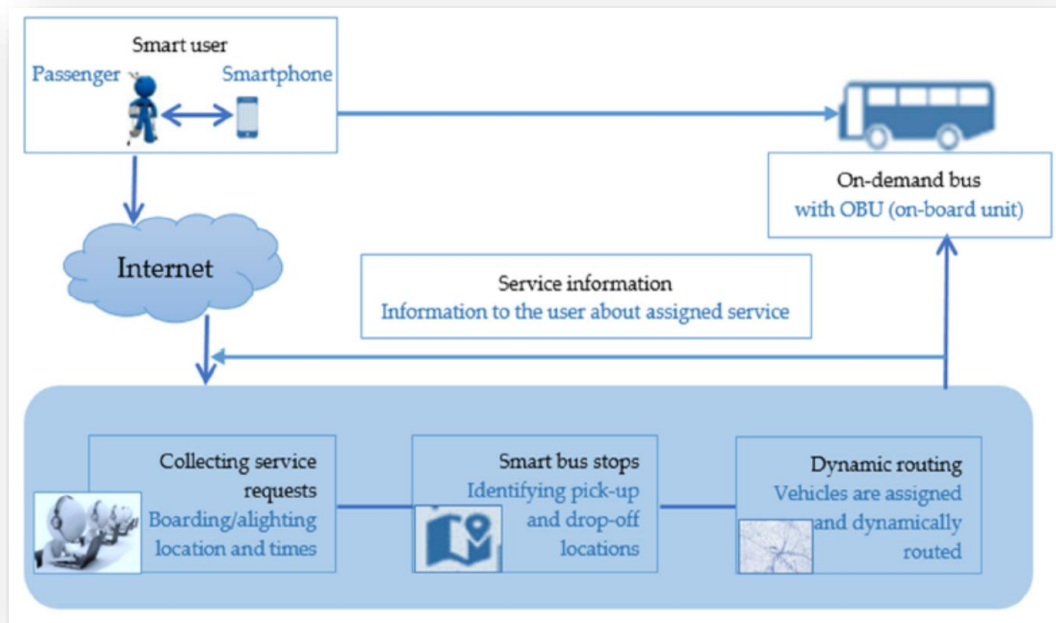 Smart user
Passenger
Smartphone
On-demand bus
with OBU (on-board unit)
Internet
Service information
Information to the user about assigned service
Collecting service
requests
Boarding/alighting
location and times
Smart bus stops
Identifying pick-up
and drop-off
locations
Dynamic routing
Vehicles are assigned
and dynamically
routed